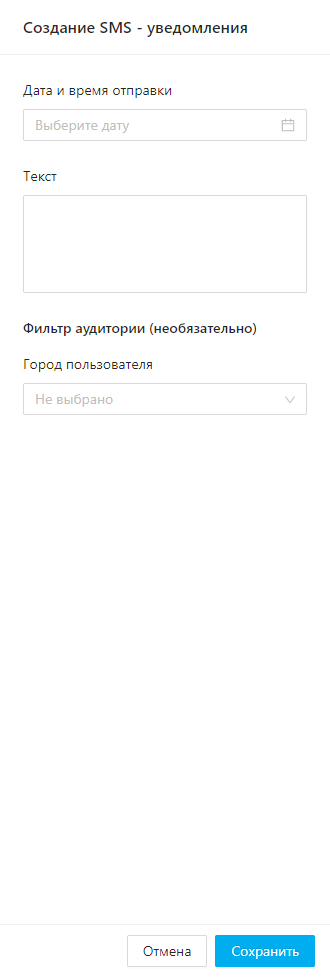 Создание SMS - уведомления
Дата и время отправки
Выберите дату
Текст
Фильтр аудитории (необязательно)
Город пользователя
Не выбрано
Отмена
Сохранить